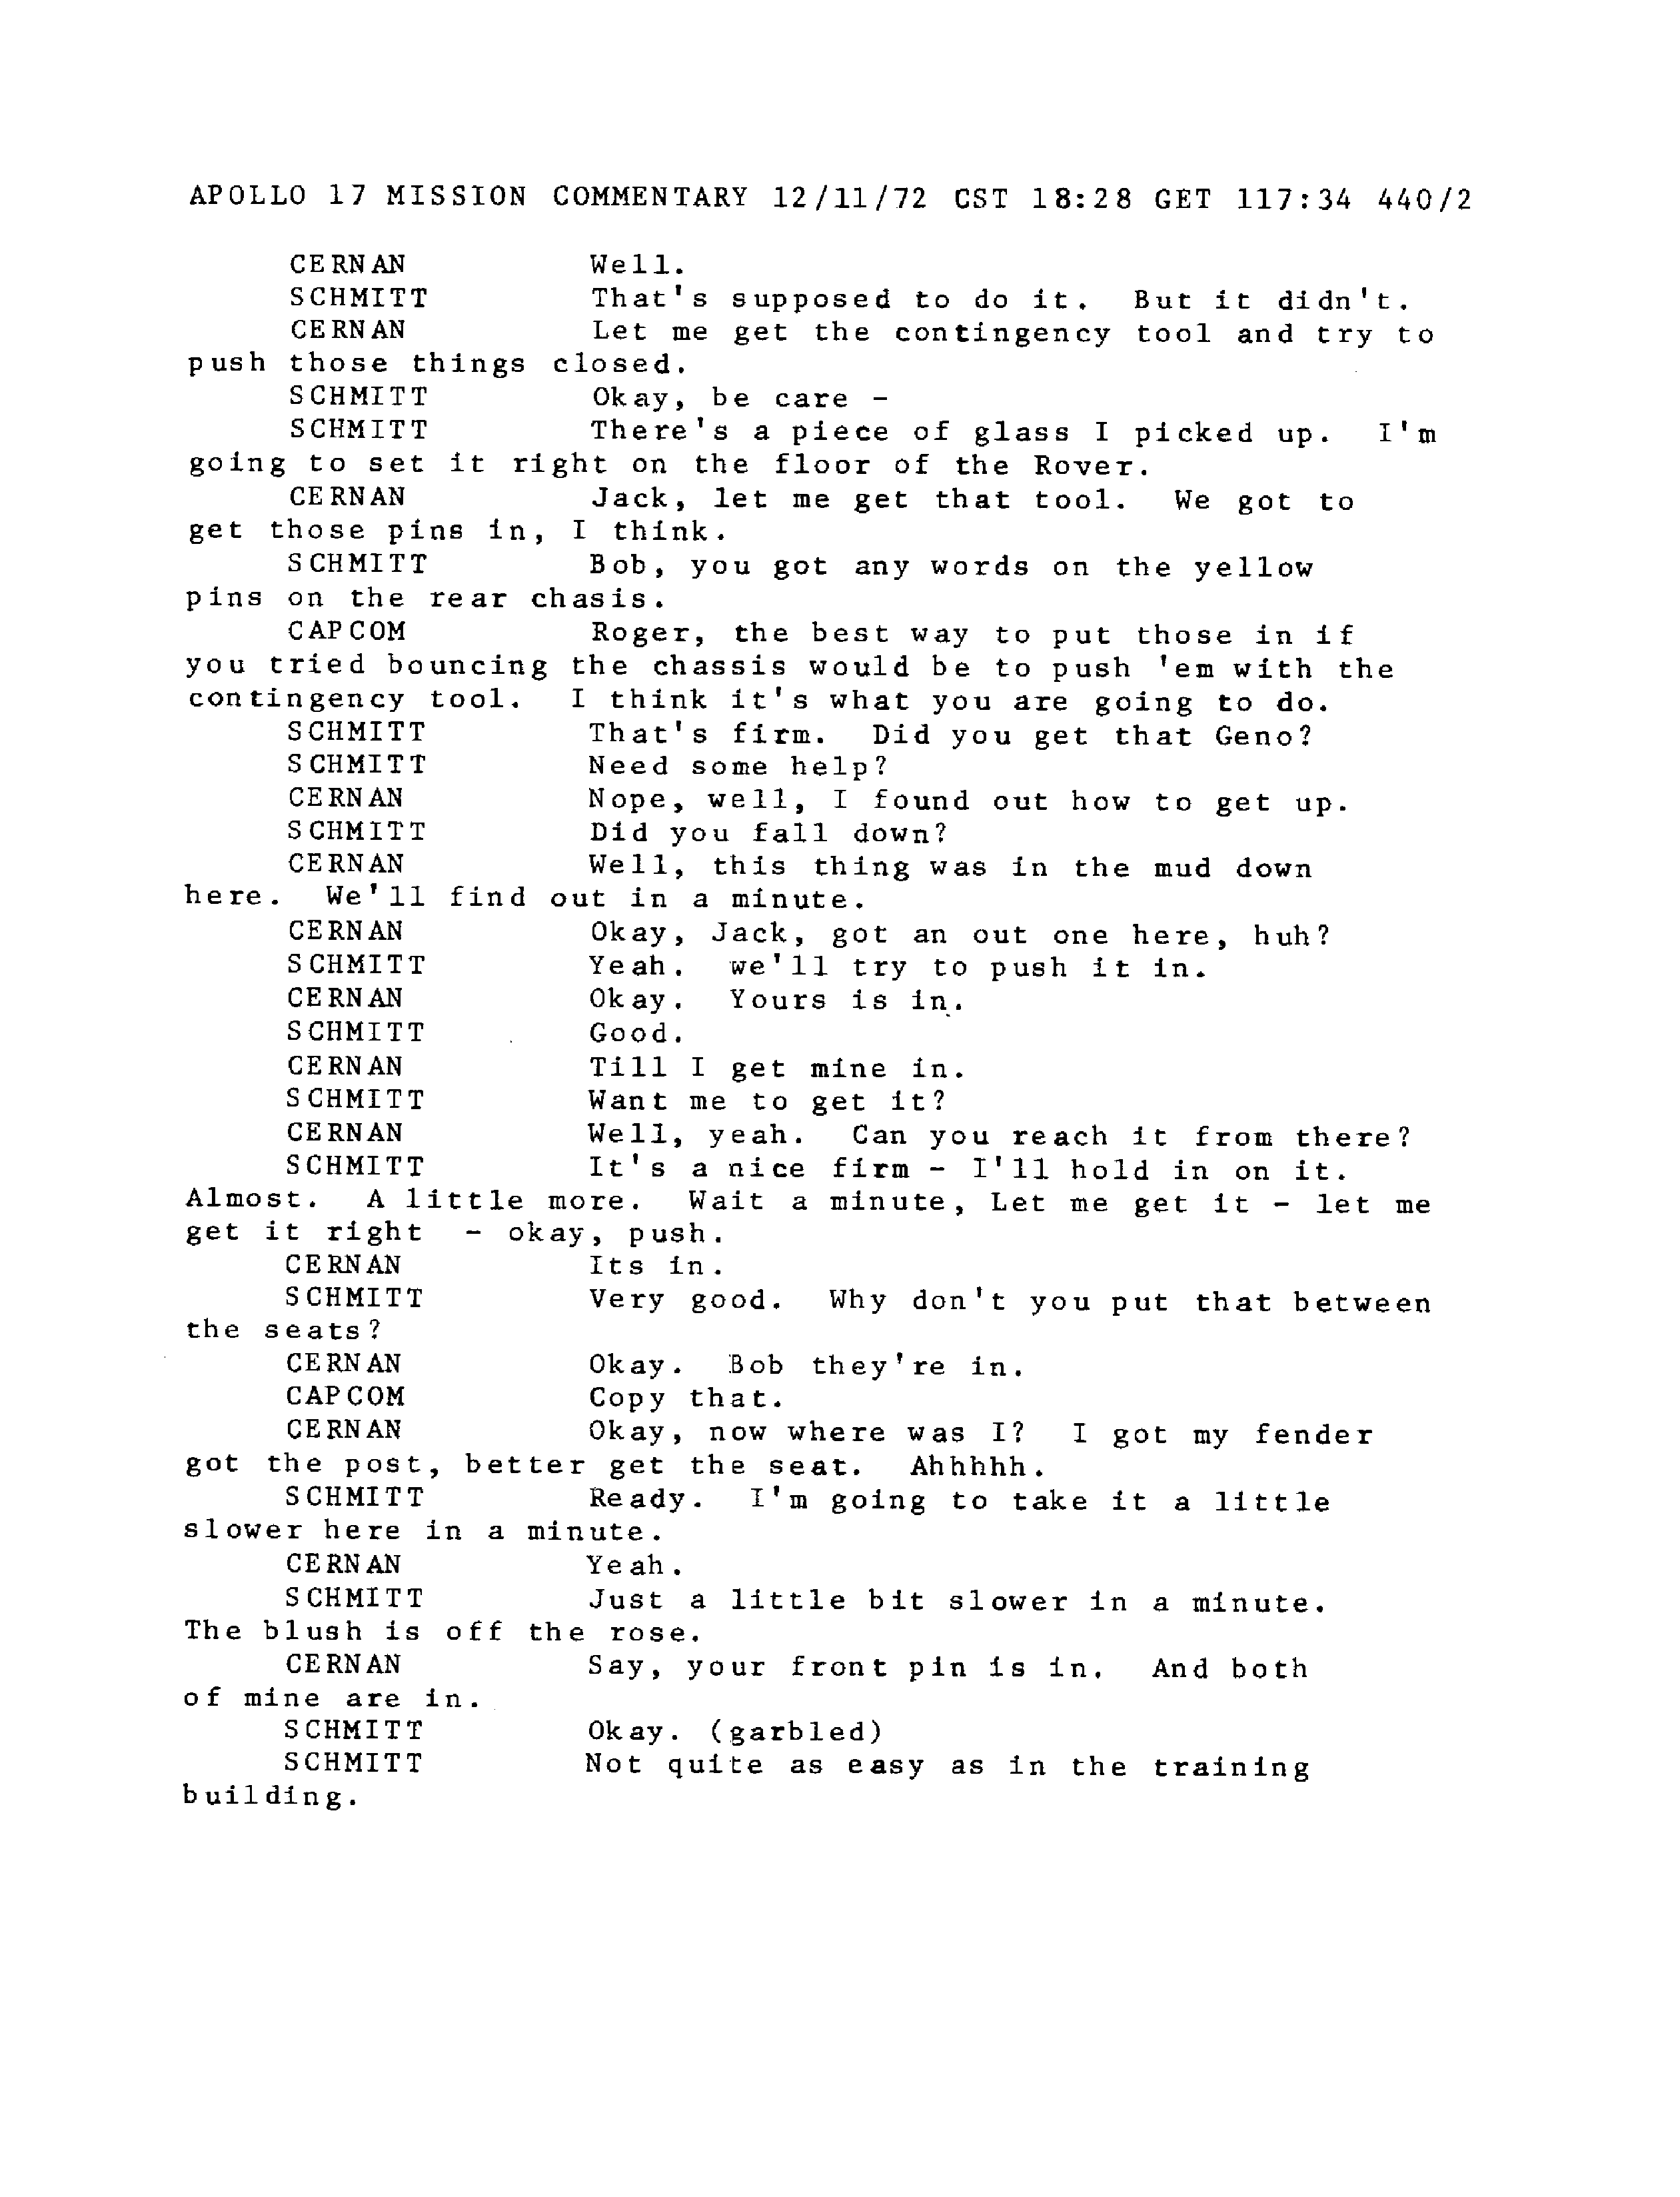 APOLLO 17 MISSION COMMENTARY 12/11/72 CST 18:28 GET 117:34 440/2
CERNAN Well.
SCHMITT That's supposed to do it. But it didn't.
CERNAN Let me get the contingency tool and try to
push those things closed.
SCHMITT Okay, be care -
SCHMITT There's a piece of glass I picked up. I'm
going to set it right on the floor of the Rover.
CERNAN Jack, let me get that tool. We got to
get those pins in, I think.
SCHMITT Bob, you got any words on the yellow
pins on the rear chasis.
CAPCOM Roger, the best way to put those in if
you tried bouncing the chassis would be to push 'em with the
contingency tool. I think it's what you are going to do.
SCHMITT That's firm. Did you get that Geno?
SCHMITT Need some help?
CERNAN Nope, well, I found out how to get up.
SCHMITT Did you fall down?
CERNAN Well, this thing was in the mud down
here. We'll find out in a minute.
CERNAN Okay, Jack, got an out one here, huh?
SCHMITT Yeah. we'll try to push it in.
CERNAN Okay. Yours is in.
SCHMITT Good.
CERNAN Till I get mine in.
SCHMITT Want me to get it?
CERNAN Well, yeah. Can you reach it from there?
SCHMITT It's a nice firm - I'll hold in on it.
Almost. A little more. Wait a minute, Let me get it - let me
get it right - okay, push.
CERNAN Its in.
SCHMITT Very good. Why don't you put that between
the seats?
CERNAN Okay. Bob they're in.
CAPCOM Copy that.
CERNAN Okay, now where was I? I got my fender
got the post, better get the seat. Ahhhhh.
SCHMITT Ready. I'm going to take it a little
slower here in a minute.
CERNAN Yeah.
SCHMITT Just a little bit slower in a minute.
The blush is off the rose.
CERNAN Say, your front pin is in. And both
of mine are in.
SCHMITT Okay. (garbled)
SCHMITT Not quite as easy as in the training
building.